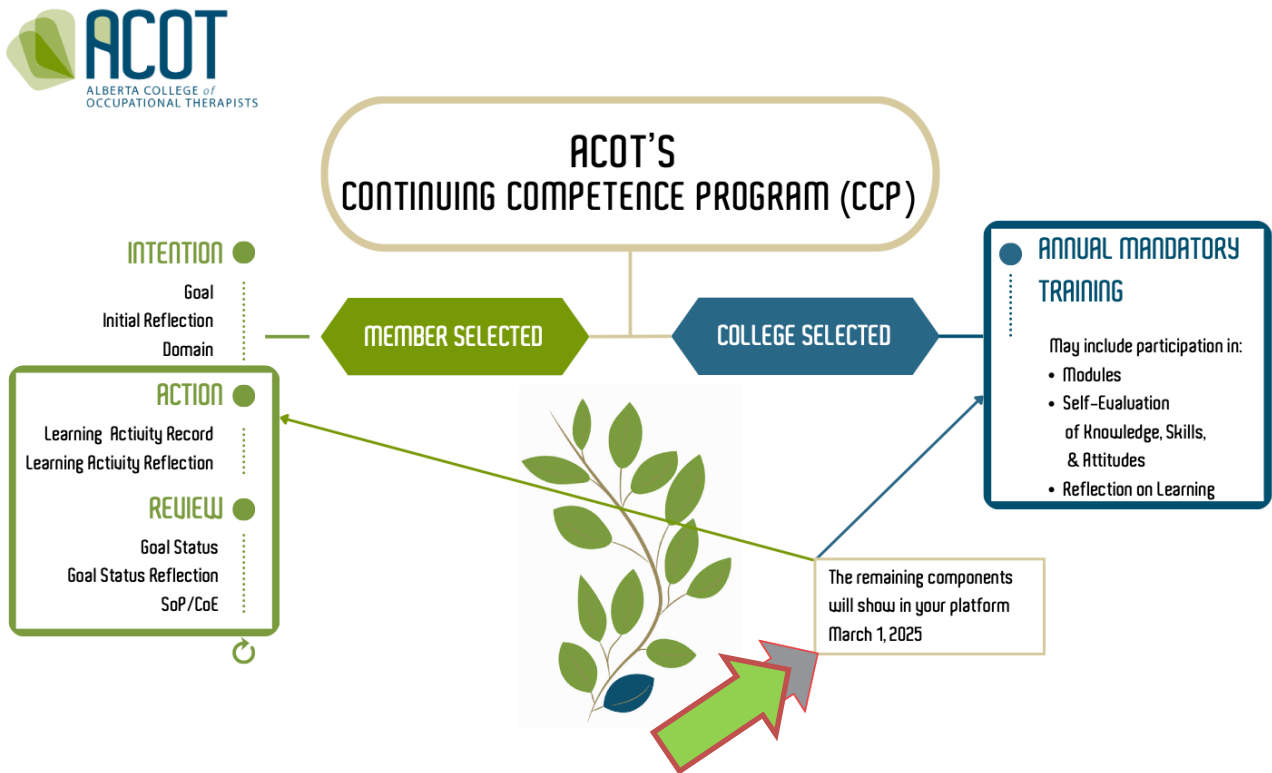 ACOT
ALBERTA COLLEGE of
OCCUPATIONAL THERAPISTS
ACOT'S
CONTINUING COMPETENCE PROGRAM (CCP)
INTENTION
Goal
Initial Reflection
Domain
MEMBER SELECTED
COLLEGE SELECTED
ANNUAL MANDATORY
TRAINING
May include participation in:
• Modules
• Self-Evaluation
of Knowledge, Skills,
& Attitudes
• Reflection on Learning
ACTION
Learning Activity Record
Learning Activity Reflection
REVIEW
Goal Status
Goal Status Reflection
SoP/CoE
The remaining components
will show in your platform
March 1, 2025